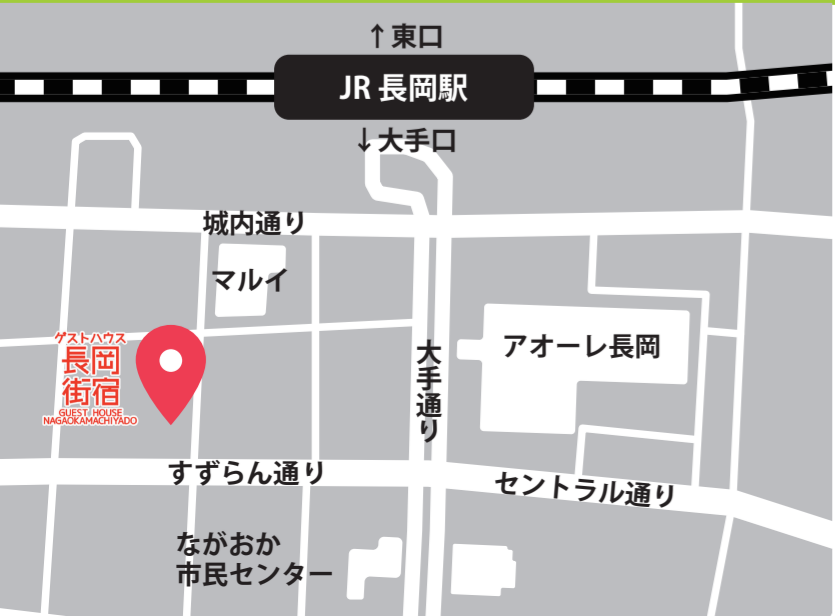 ↑東口
JR 長岡駅
↓大手口
城内通り
マルイ
ゲストハウス
長岡
街宿
GUEST HOUSE
NAGAOKAMACHIYADO
大手通り
アオーレ長岡
すずらん通り
セントラル通り
ながおか
市民センター